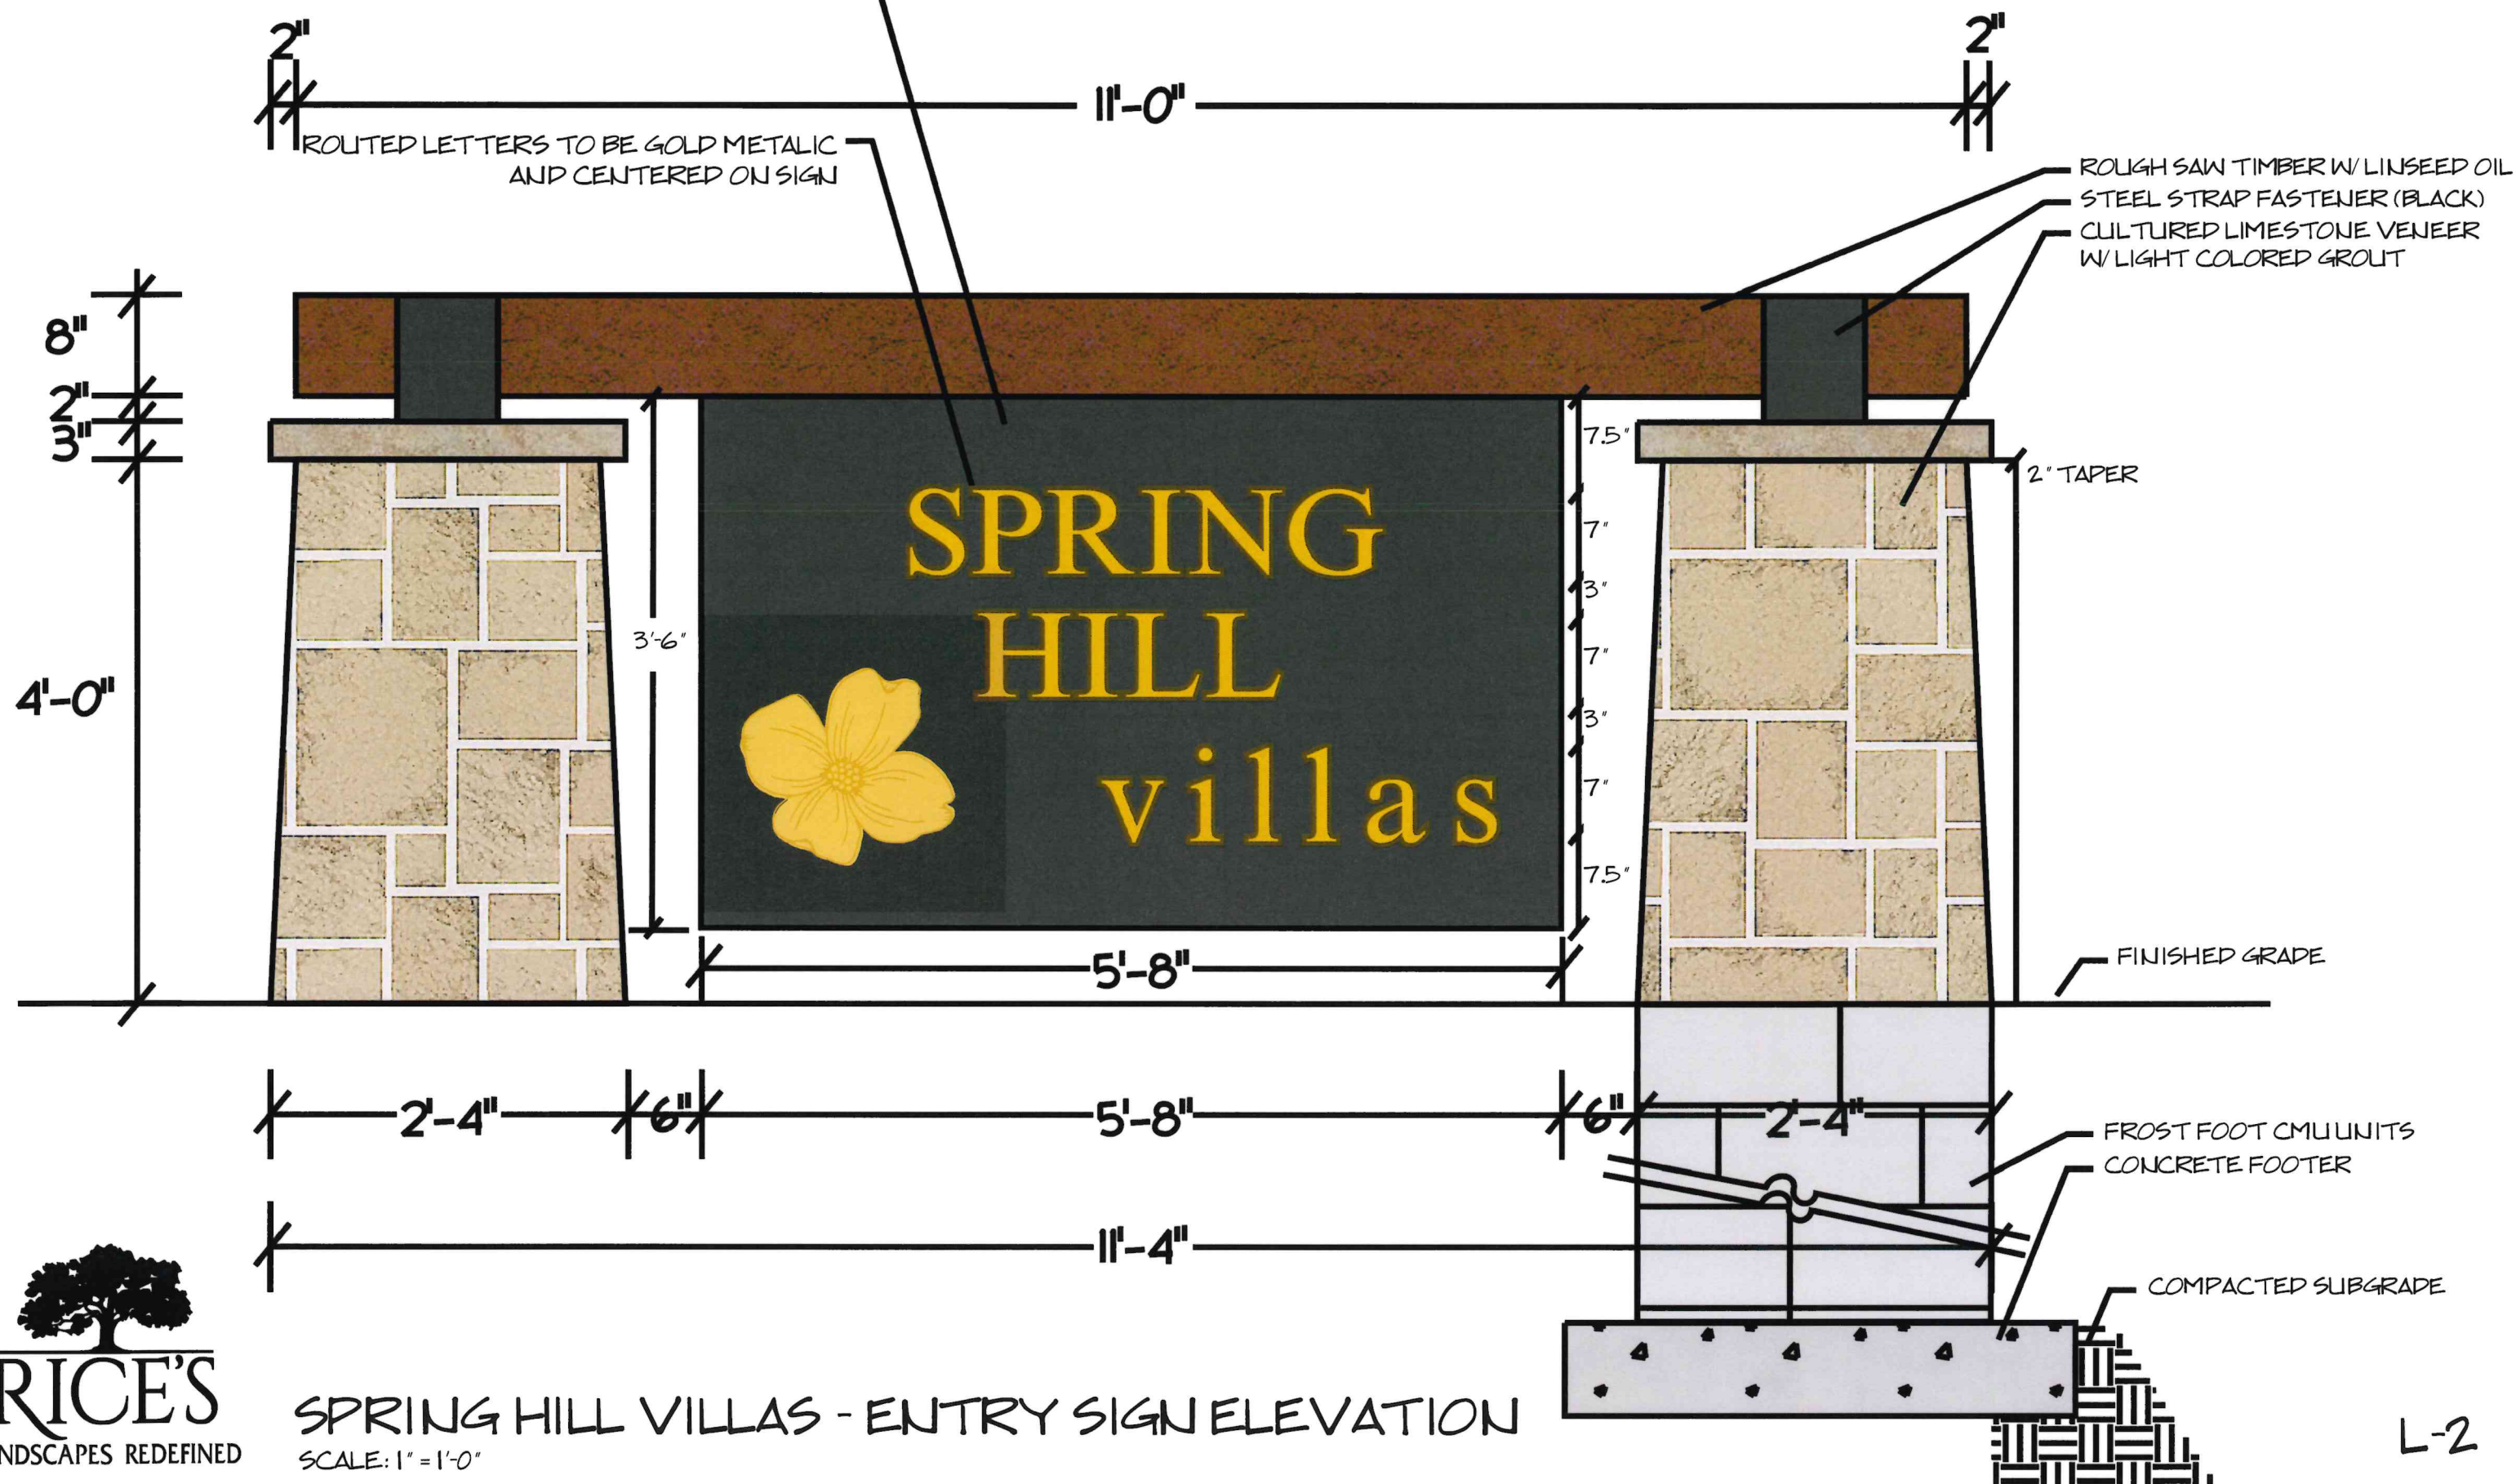 2" 2"
11'-0"
ROUTED LETTERS TO BE GOLD METALIC
AND CENTERED ON SIGN
ROUGH SAW TIMBER W/ LINSEED OIL
STEEL STRAP FASTENER (BLACK)
CULTURED LIMESTONE VENEER
W/ LIGHT COLORED GROUT
8"
2"
3"
4'-0"
3'-6"
SPRING
HILL
villas
7.5"
7"
3"
7"
3"
7"
7.5"
2" TAPER
5'-8"
FINISHED GRADE
2'-4" 6" 5'-8" 6" 2'-4"
FROST FOOT CMU UNITS
CONCRETE FOOTER
11'-4"
COMPACTED SUBGRADE
RICE'S
NDSCAPES REDEFINED
SPRING HILL VILLAS - ENTRY SIGN ELEVATION
SCALE: 1" = 1'-0"
L-2